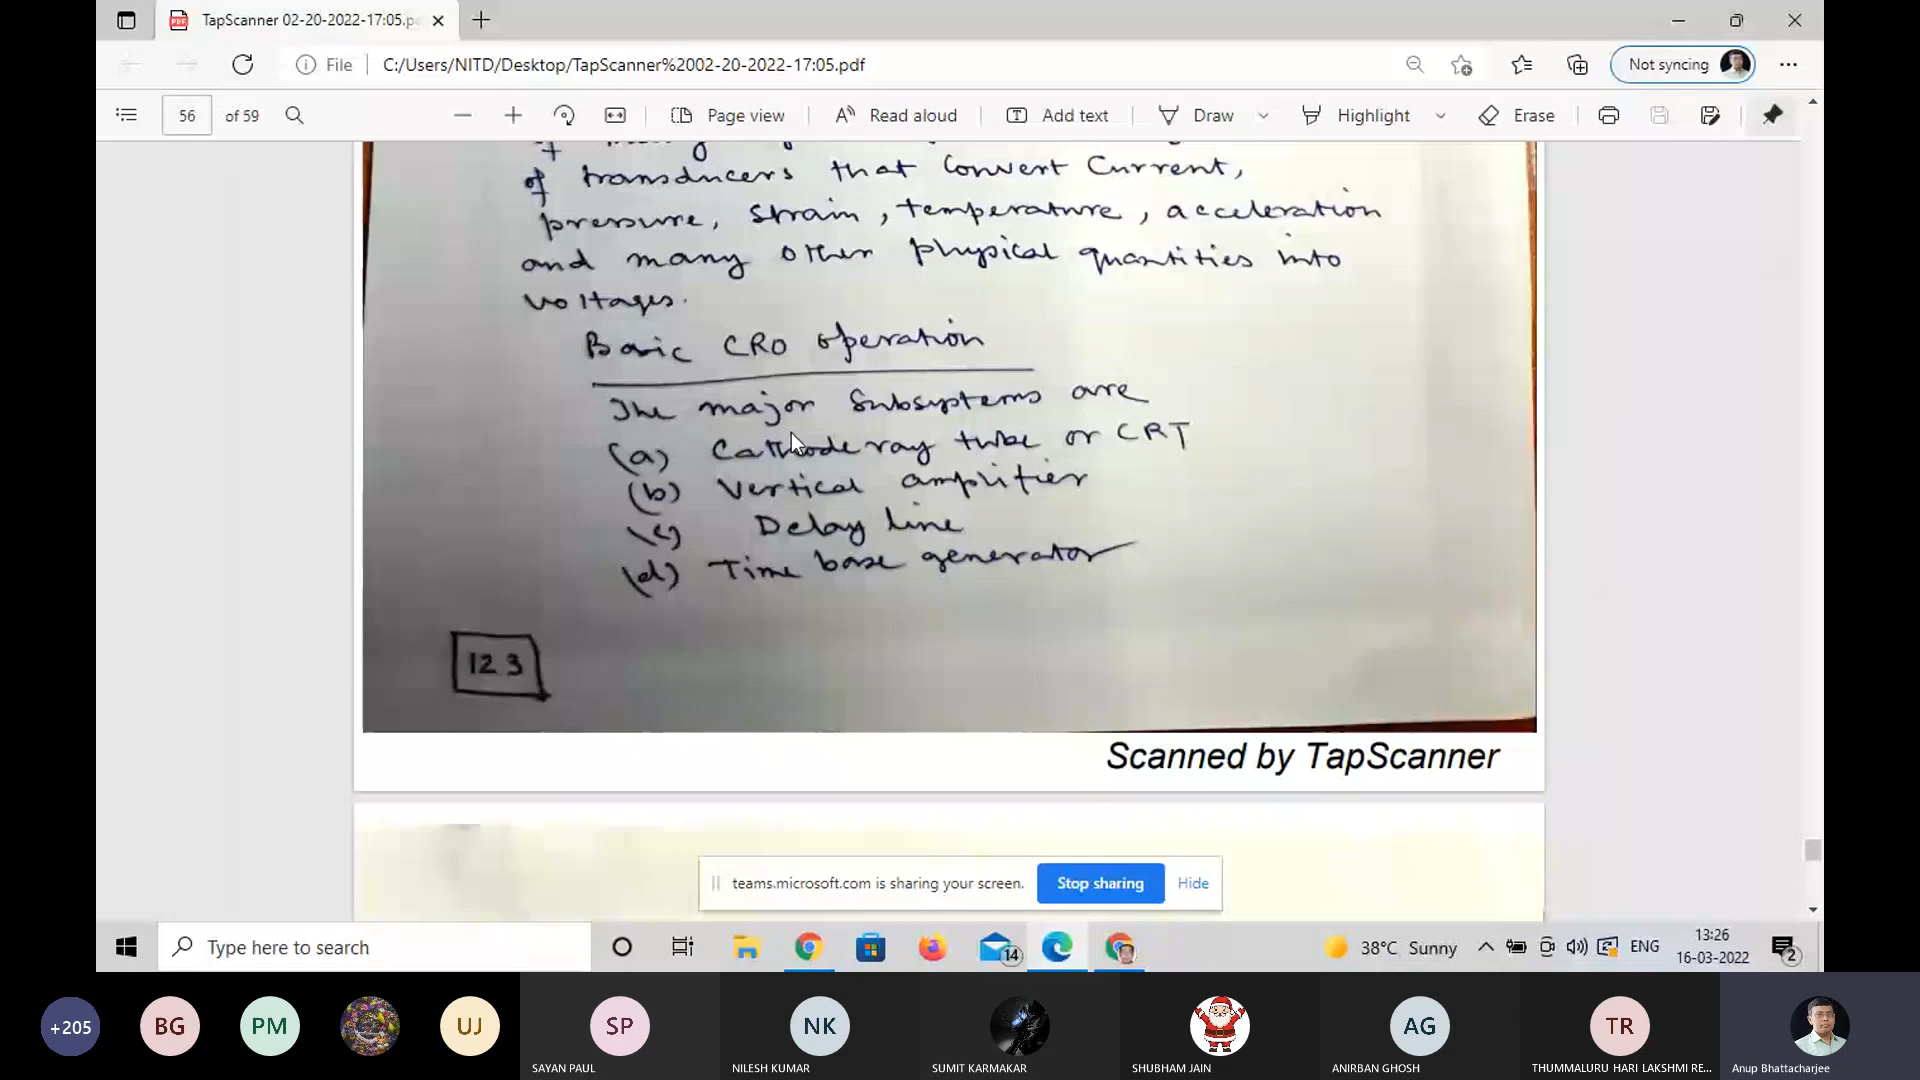 TapScanner 02-20-2022-17:05.p
File C:/Users/NITD/Desktop/TapScanner%2002-20-2022-17:05.pdf Not syncing
56 of 59 Page view Read aloud Add text Draw Highlight Erase
of transducers that Convert Current,
pressure, strain, temperature, acceleration
and many other physical quantities into
voltages.
Basic CRO operation
The major Subsystems are
(a) Cathode ray tube or CRT
(b) Vertical amplifier
(c) Delay line
(d) Time base generator
123
Scanned by TapScanner
teams.microsoft.com is sharing your screen. Stop sharing Hide
Type here to search 14 38°C Sunny ENG 13:26
16-03-2022 2
+205 BG PM UJ SP NK AG TR
SAYAN PAUL NILESH KUMAR SUMIT KARMAKAR SHUBHAM JAIN ANIRBAN GHOSH THUMMALURU HARI LAKSHMI RE... Anup Bhattacharjee